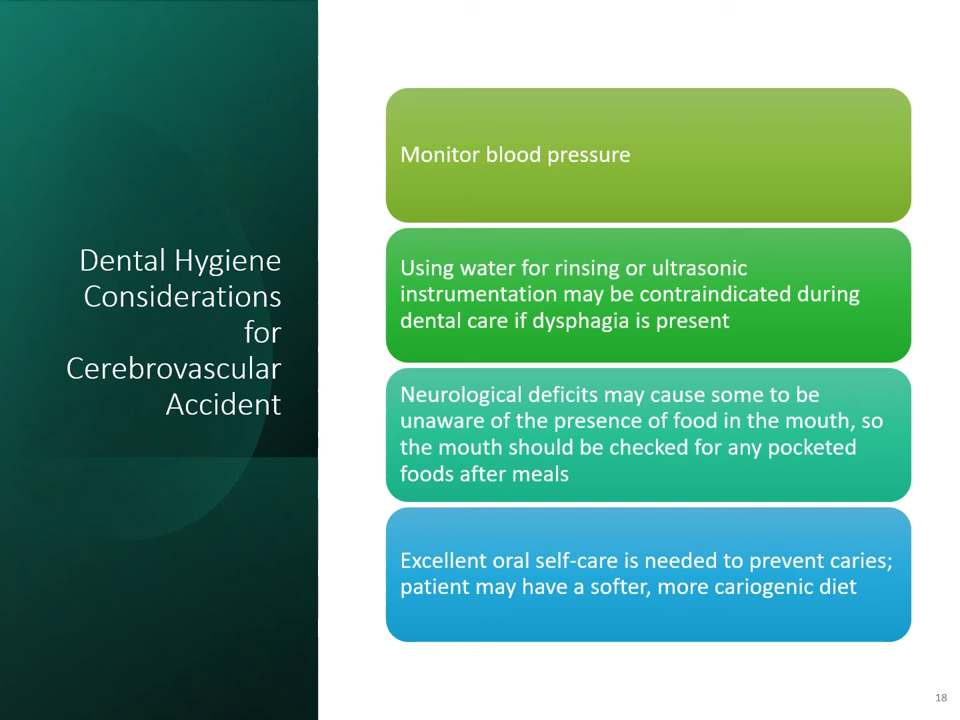 Dental Hygiene
Considerations
for
Cerebrovascular
Accident
Monitor blood pressure
Using water for rinsing or ultrasonic
instrumentation may be contraindicated during
dental care if dysphagia is present
Neurological deficits may cause some to be
unaware of the presence of food in the mouth, so
the mouth should be checked for any pocketed
foods after meals
Excellent oral self-care is needed to prevent caries;
patient may have a softer, more cariogenic diet
18